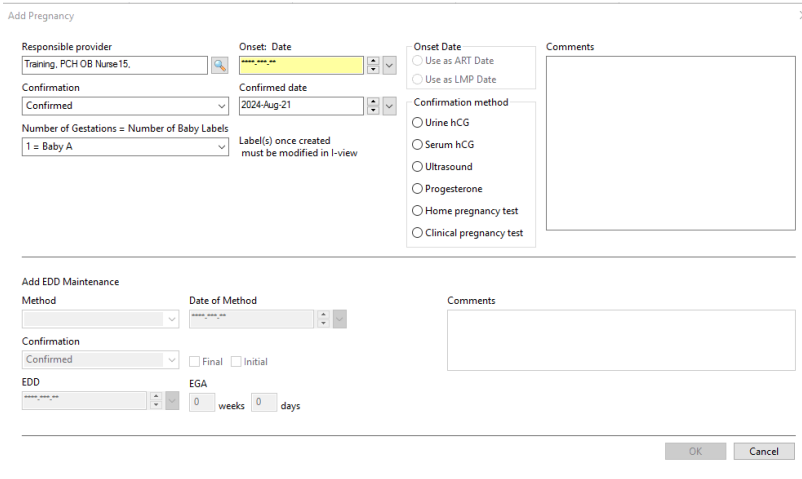 Add Pregnancy
Responsible provider
Training, PCH OB Nurse15,
Onset: Date
****-***-**
Onset Date
Use as ART Date
Use as LMP Date
Comments
Confirmation
Confirmed
Confirmed date
2024-Aug-21
Confirmation method
Urine hCG
Serum hCG
Ultrasound
Progesterone
Home pregnancy test
Clinical pregnancy test
Number of Gestations = Number of Baby Labels
1 = Baby A
Label(s) once created
must be modified in I-view
Add EDD Maintenance
Method
Date of Method
****-***-**
Comments
Confirmation
Confirmed
Final
Initial
EDD
****-***-**
EGA
0 weeks 0 days
OK
Cancel